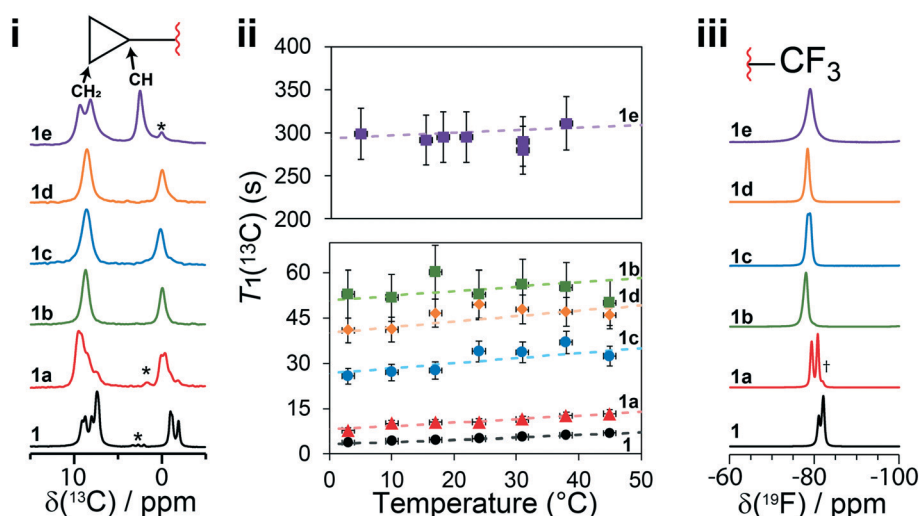 i
CH₂
CH
*
1e
1d
1c
1b
1a
*
1
*
10
0
δ(¹³C) / ppm
ii
400
350
300
250
200
1e
60
45
30
15
0
1b
1d
1c
1a
1
0
10
20
30
40
50
T1(¹³C) (s)
Temperature (°C)
iii
CF₃
1e
1d
1c
1b
1a
†
1
-60
-80
-100
δ(¹⁹F) / ppm